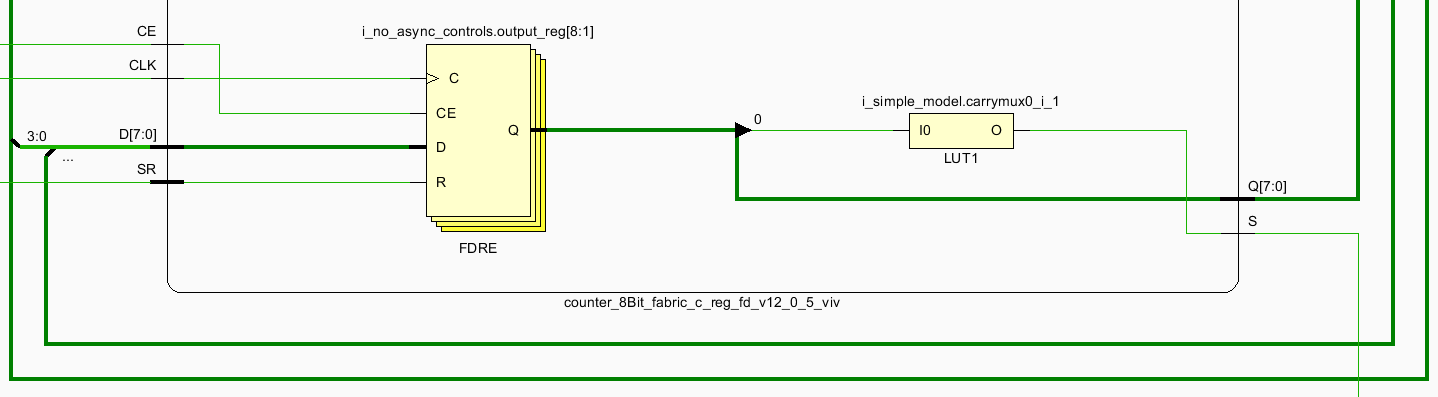 CE
i_no_async_controls.output_reg[8:1]
CLK
C
i_simple_model.carrymux0_i_1
CE
0
3:0
D[7:0]
Q
I0
O
...
D
LUT1
SR
R
Q[7:0]
S
FDRE
counter_8Bit_fabric_c_reg_fd_v12_0_5_viv